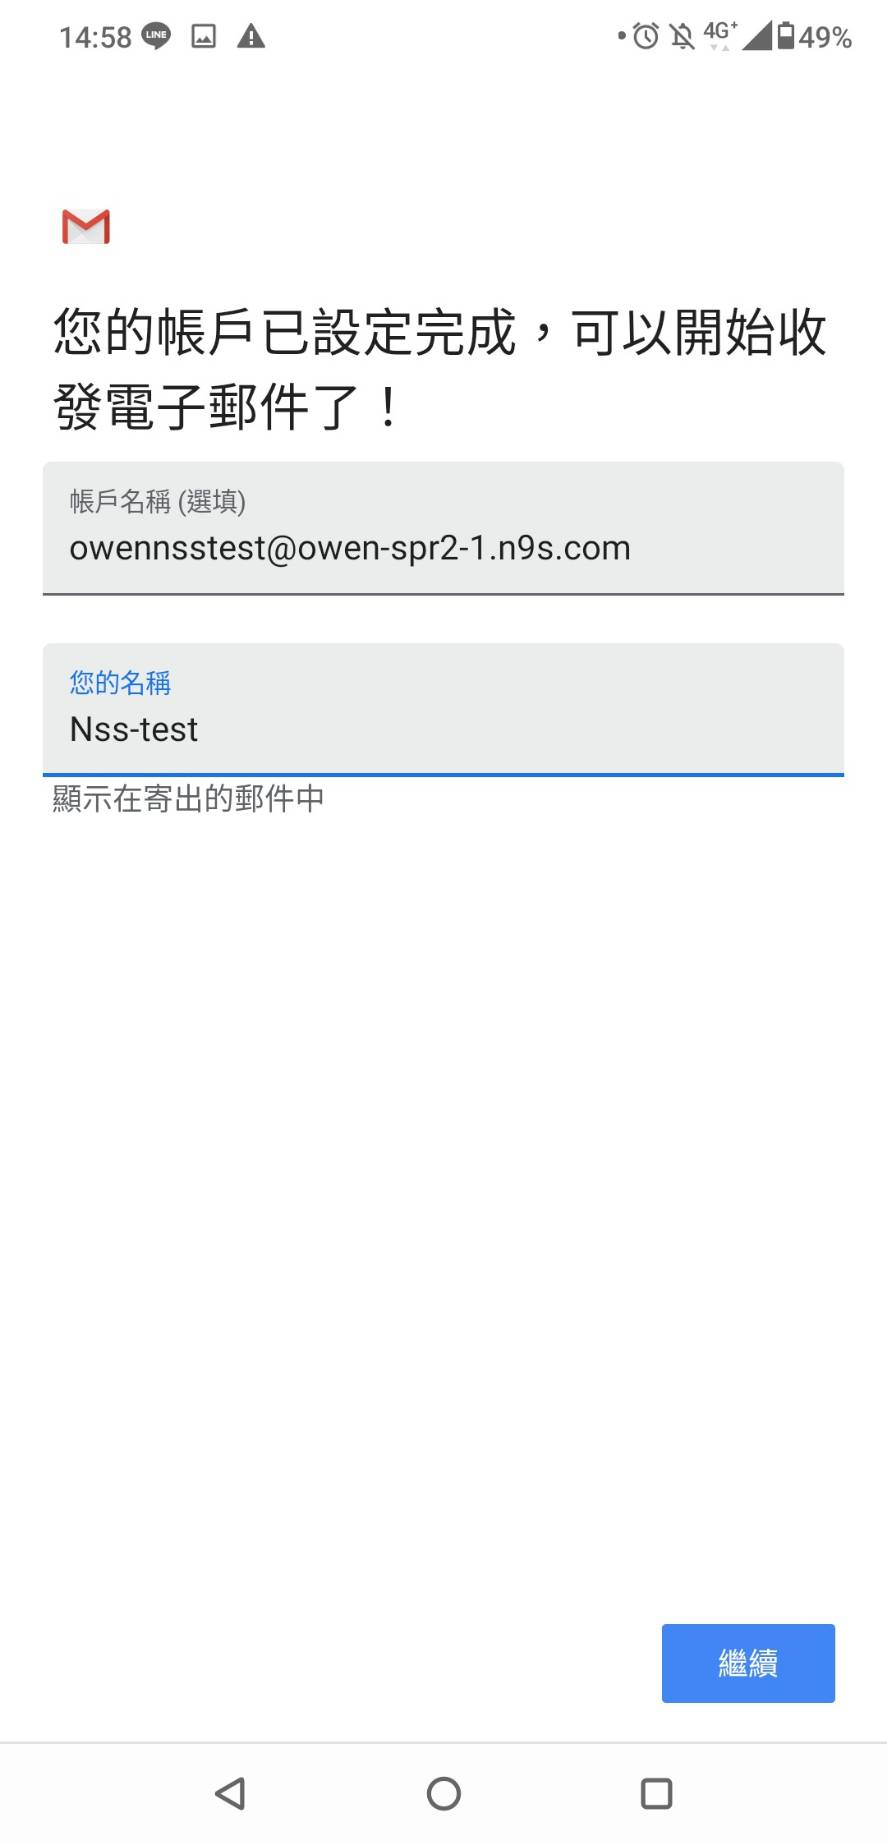 14:58 LINE 4G+ 49%
您的帳戶已設定完成，可以開始收
發電子郵件了！
帳戶名稱 (選填)
owennsstest@owen-spr2-1.n9s.com
您的名稱
Nss-test
顯示在寄出的郵件中
繼續